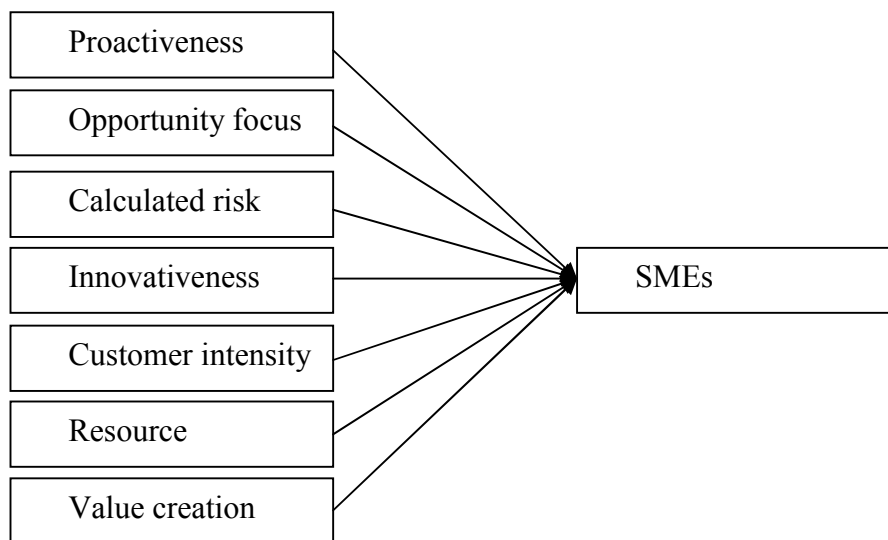 Proactiveness
Opportunity focus
Calculated risk
Innovativeness
SMEs
Customer intensity
Resource
Value creation